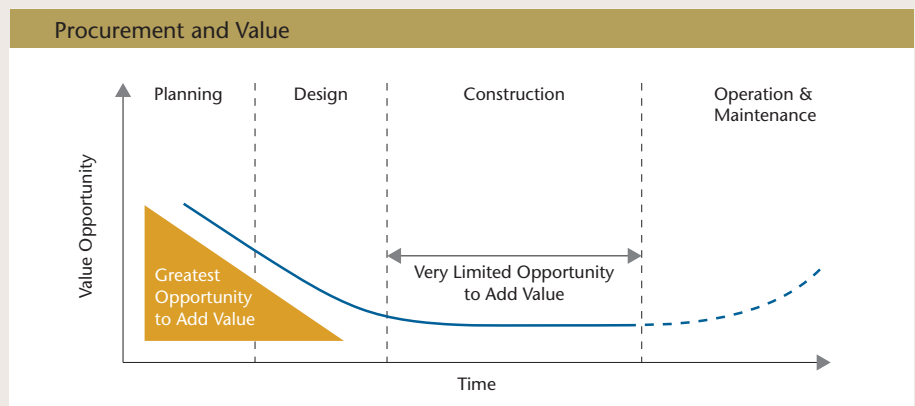 Procurement and Value
Planning
Design
Construction
Operation &
Maintenance
Value Opportunity
Greatest
Opportunity
to Add Value
Very Limited Opportunity
to Add Value
Time